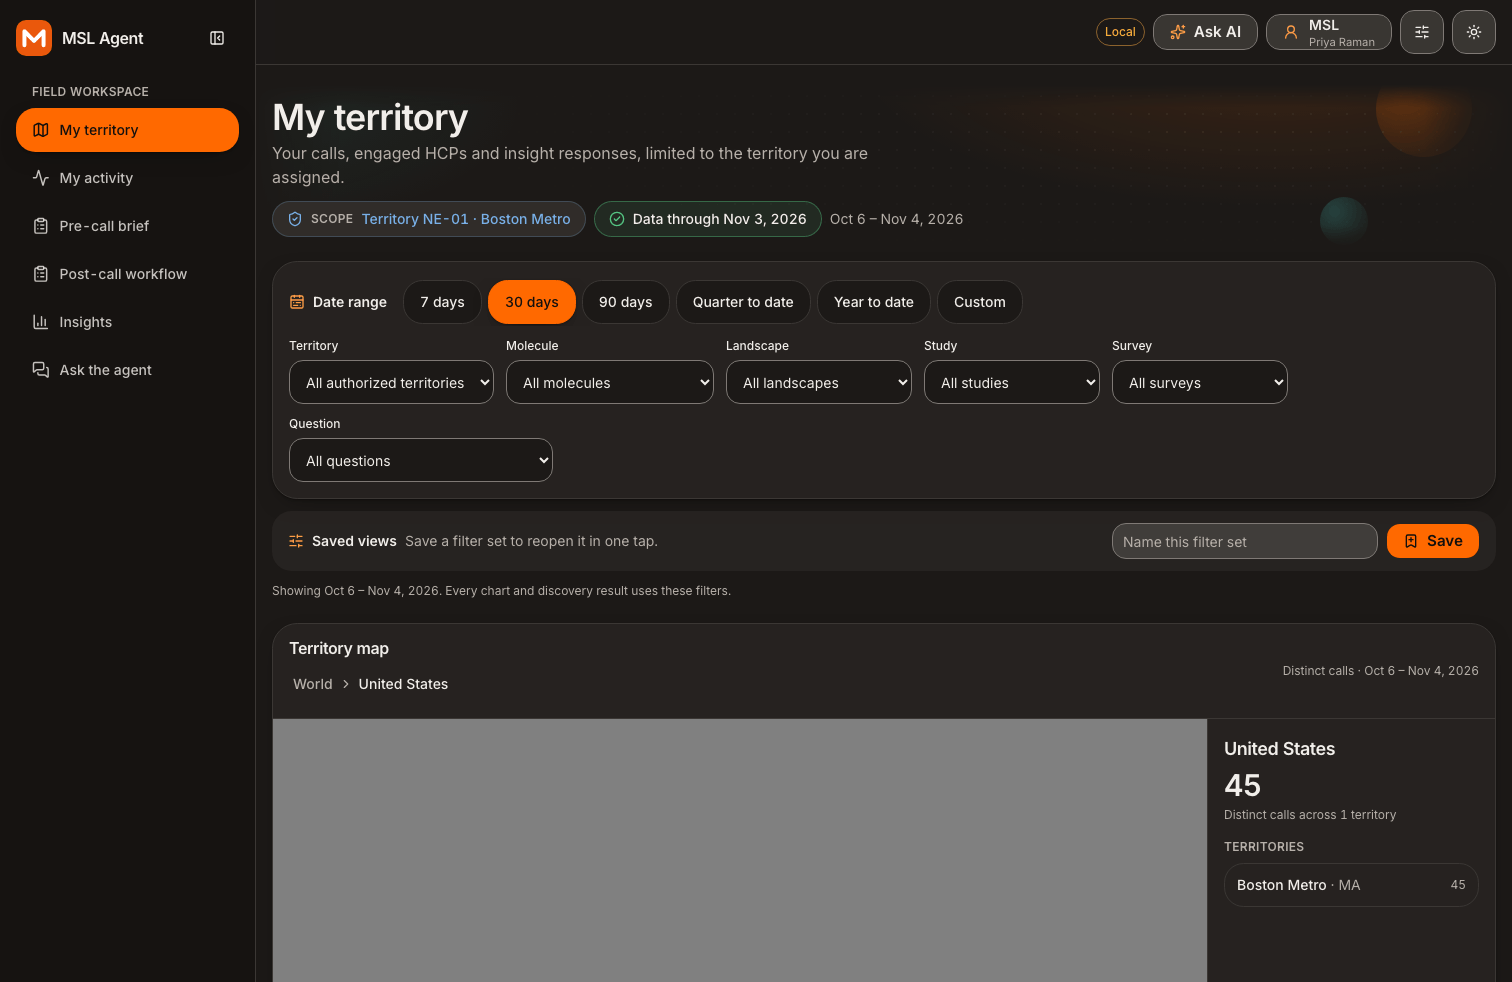 MSL Agent
Local
Ask AI
MSL
Priya Raman
FIELD WORKSPACE
My territory
My activity
Pre-call brief
Post-call workflow
Insights
Ask the agent
My territory
Your calls, engaged HCPs and insight responses, limited to the territory you are
assigned.
SCOPE Territory NE-01 · Boston Metro
Data through Nov 3, 2026
Oct 6 – Nov 4, 2026
Date range
7 days
30 days
90 days
Quarter to date
Year to date
Custom
Territory
Molecule
Landscape
Study
Survey
All authorized territories
All molecules
All landscapes
All studies
All surveys
Question
All questions
Saved views Save a filter set to reopen it in one tap.
Name this filter set
Save
Showing Oct 6 – Nov 4, 2026. Every chart and discovery result uses these filters.
Territory map
World > United States
Distinct calls · Oct 6 – Nov 4, 2026
United States
45
Distinct calls across 1 territory
TERRITORIES
Boston Metro · MA 45